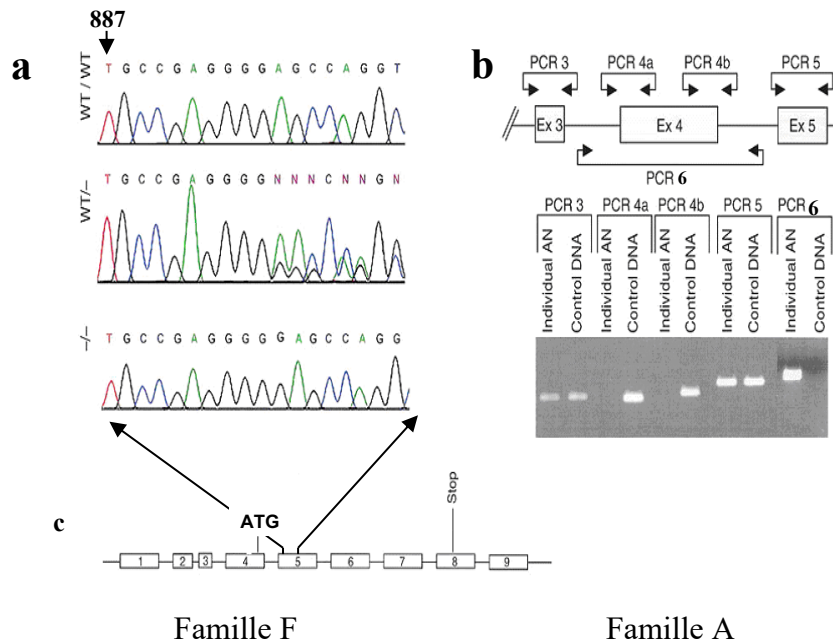 887
a
WT / WT
T G C C G A G G G G A G C C A G G T
WT/–
T G C C G A G G G G N N N C N N G N
–/–
T G C C G A G G G G G A G C C A G G
b
PCR 3
PCR 4a
PCR 4b
PCR 5
Ex 3
Ex 4
Ex 5
PCR 6
PCR 3
PCR 4a
PCR 4b
PCR 5
PCR 6
Individual AN
Control DNA
Individual AN
Control DNA
Individual AN
Control DNA
Individual AN
Control DNA
Individual AN
Control DNA
c
ATG
Stop
1 2 3 4 5 6 7 8 9
Famille F
Famille A